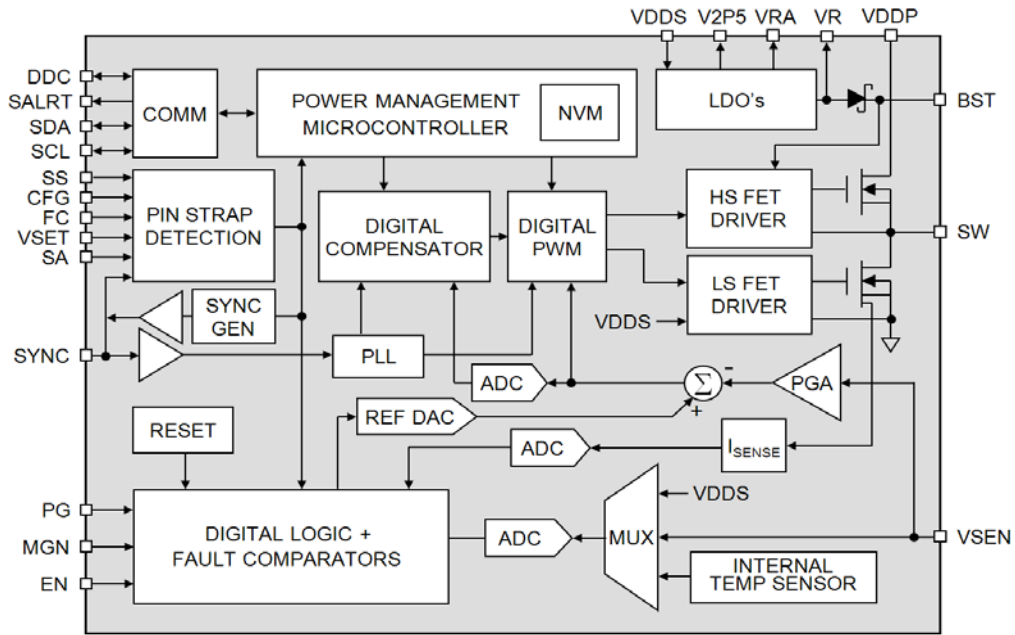 VDDS V2P5 VRA VR VDDP
DDC
SALRT
SDA
SCL
COMM
POWER MANAGEMENT
MICROCONTROLLER
NVM
LDO's
BST
SS
CFG
FC
VSET
SA
PIN STRAP
DETECTION
DIGITAL
COMPENSATOR
DIGITAL
PWM
HS FET
DRIVER
SW
LS FET
DRIVER
VDDS
SYNC
GEN
SYNC
PLL
ADC
Σ
-
+
PGA
REF DAC
RESET
ADC
ISENSE
PG
MGN
EN
DIGITAL LOGIC +
FAULT COMPARATORS
ADC
MUX
VDDS
VSEN
INTERNAL
TEMP SENSOR